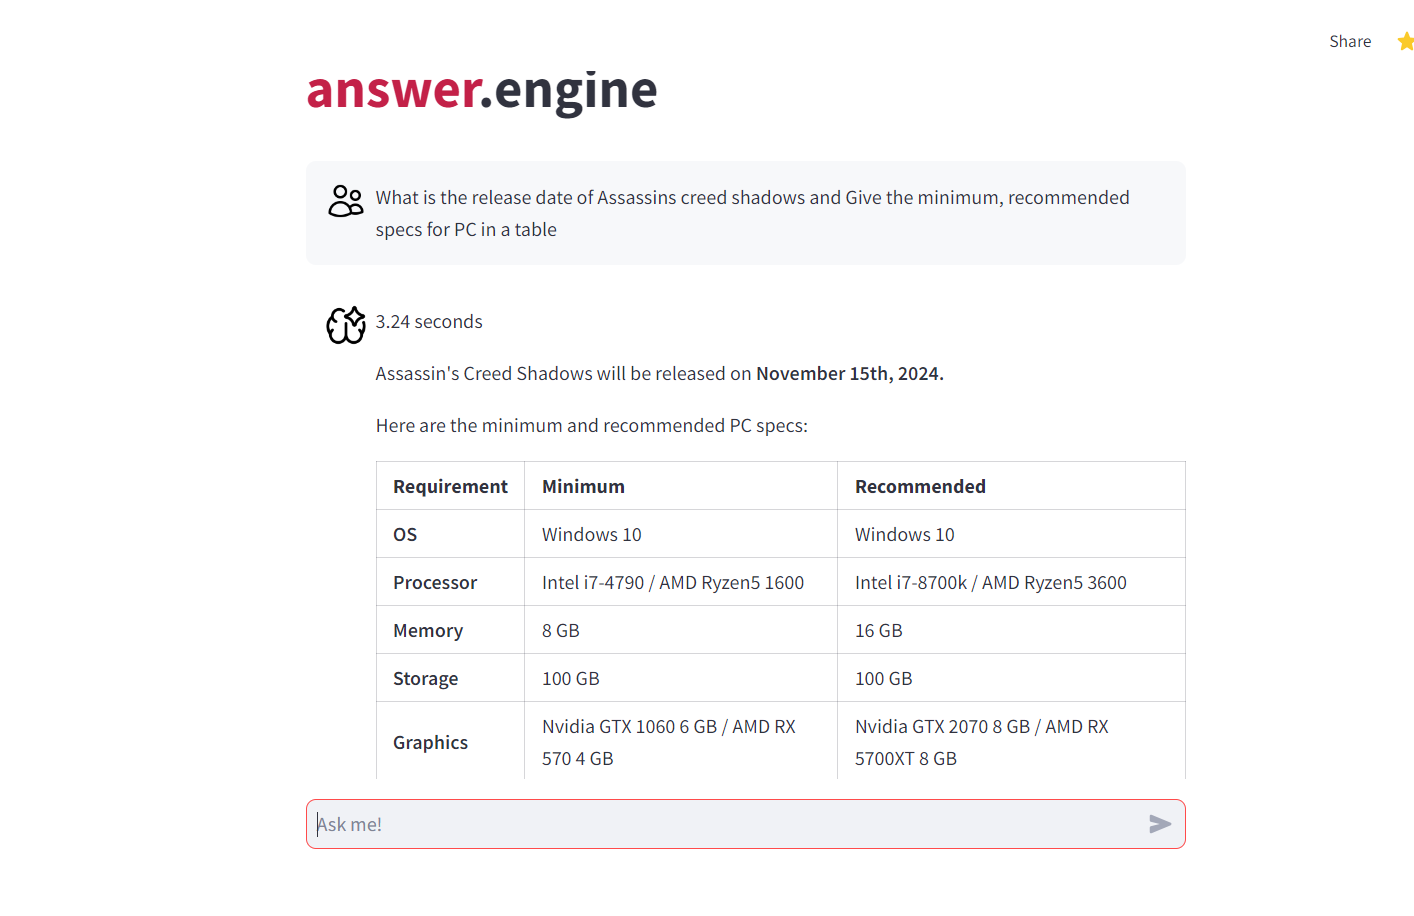 Share
answer.engine
What is the release date of Assassins creed shadows and Give the minimum, recommended
specs for PC in a table
3.24 seconds
Assassin's Creed Shadows will be released on November 15th, 2024.
Here are the minimum and recommended PC specs:
Requirement Minimum Recommended
OS Windows 10 Windows 10
Processor Intel i7-4790 / AMD Ryzen5 1600 Intel i7-8700k / AMD Ryzen5 3600
Memory 8 GB 16 GB
Storage 100 GB 100 GB
Graphics Nvidia GTX 1060 6 GB / AMD RX
570 4 GB Nvidia GTX 2070 8 GB / AMD RX
5700XT 8 GB
Ask me!